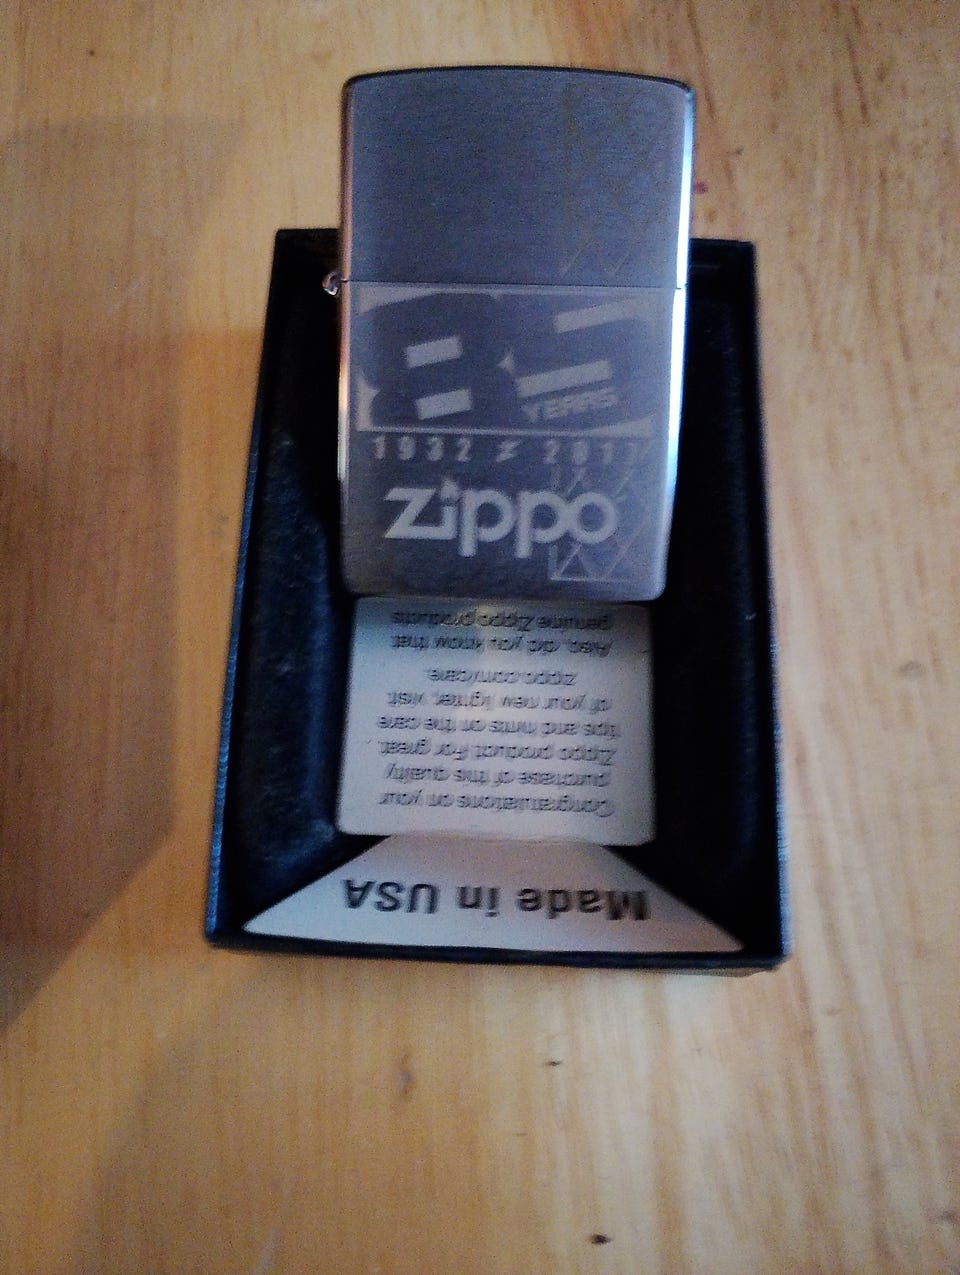 85
YEARS
1932 2017
zippo
Congratulations on your
purchase of this quality
Zippo product. For great
tips and hints on the care
of your new lighter, visit
zippo.com/care.
Also, did you know that
genuine Zippo products
Made in USA